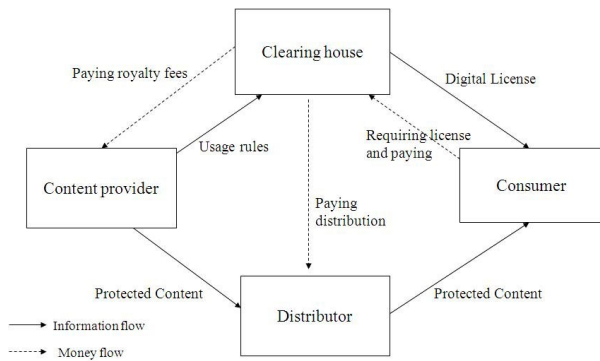 Clearing house
Paying royalty fees
Digital License
Usage rules
Requiring license
and paying
Content provider
Consumer
Paying
distribution
Protected Content
Protected Content
Distributor
Information flow
Money flow